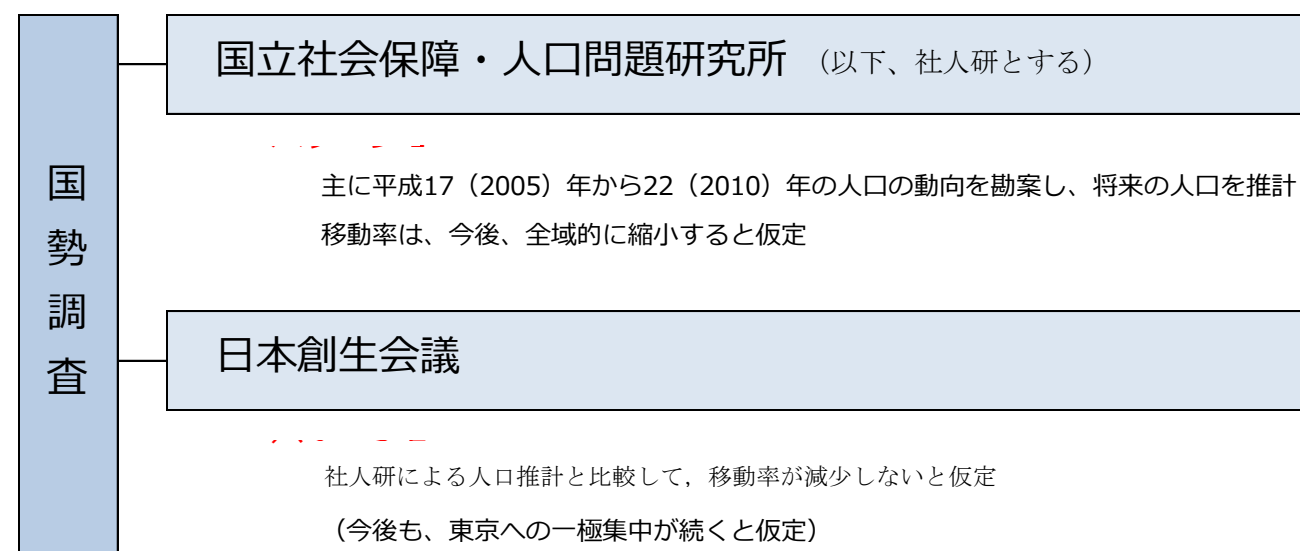 国勢調査
国立社会保障・人口問題研究所 (以下、社人研とする)
主に平成17（2005）年から22（2010）年の人口の動向を勘案し、将来の人口を推計
移動率は、今後、全域的に縮小すると仮定
日本創生会議
社人研による人口推計と比較して，移動率が減少しないと仮定
（今後も、東京への一極集中が続くと仮定）